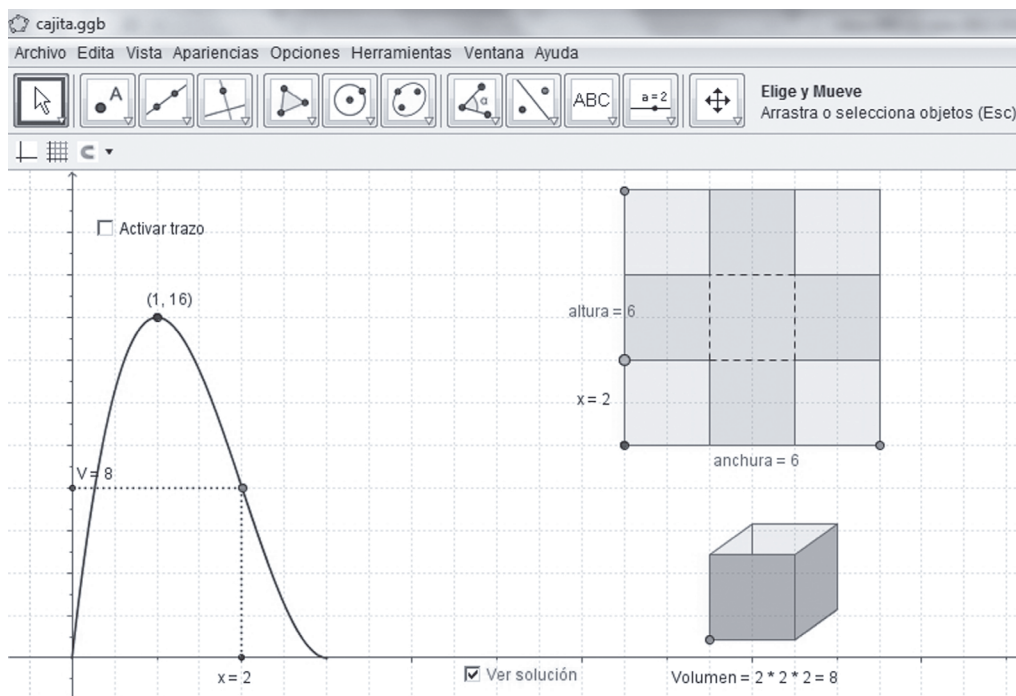 cajita.ggb
Archivo Edita Vista Apariencias Opciones Herramientas Ventana Ayuda
A
α
ABC
a = 2
Elige y Mueve
Arrastra o selecciona objetos (Esc)
Activar trazo
(1, 16)
altura = 6
x = 2
anchura = 6
V = 8
x = 2
Ver solución
Volumen = 2 * 2 * 2 = 8